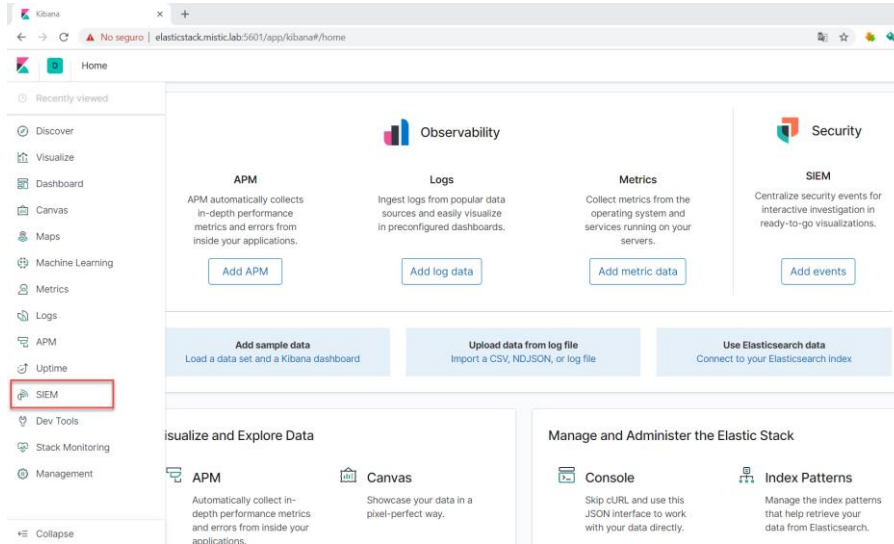 Kibana
No seguro | elasticstack.mistic.lab:5601/app/kibana#/home
D Home
Recently viewed
Discover
Visualize
Dashboard
Canvas
Maps
Machine Learning
Metrics
Logs
APM
Uptime
SIEM
Dev Tools
Stack Monitoring
Management
Collapse
Observability
Security
APM
APM automatically collects
in-depth performance
metrics and errors from
inside your applications.
Add APM
Logs
Ingest logs from popular data
sources and easily visualize
in preconfigured dashboards.
Add log data
Metrics
Collect metrics from the
operating system and
services running on your
servers.
Add metric data
SIEM
Centralize security events for
interactive investigation in
ready-to-go visualizations.
Add events
Add sample data
Load a data set and a Kibana dashboard
Upload data from log file
Import a CSV, NDJSON, or log file
Use Elasticsearch data
Connect to your Elasticsearch index
isualize and Explore Data
APM
Automatically collect in-
depth performance metrics
and errors from inside your
applications.
Canvas
Showcase your data in a
pixel-perfect way.
Manage and Administer the Elastic Stack
Console
Skip cURL and use this
JSON interface to work
with your data directly.
Index Patterns
Manage the index patterns
that help retrieve your
data from Elasticsearch.